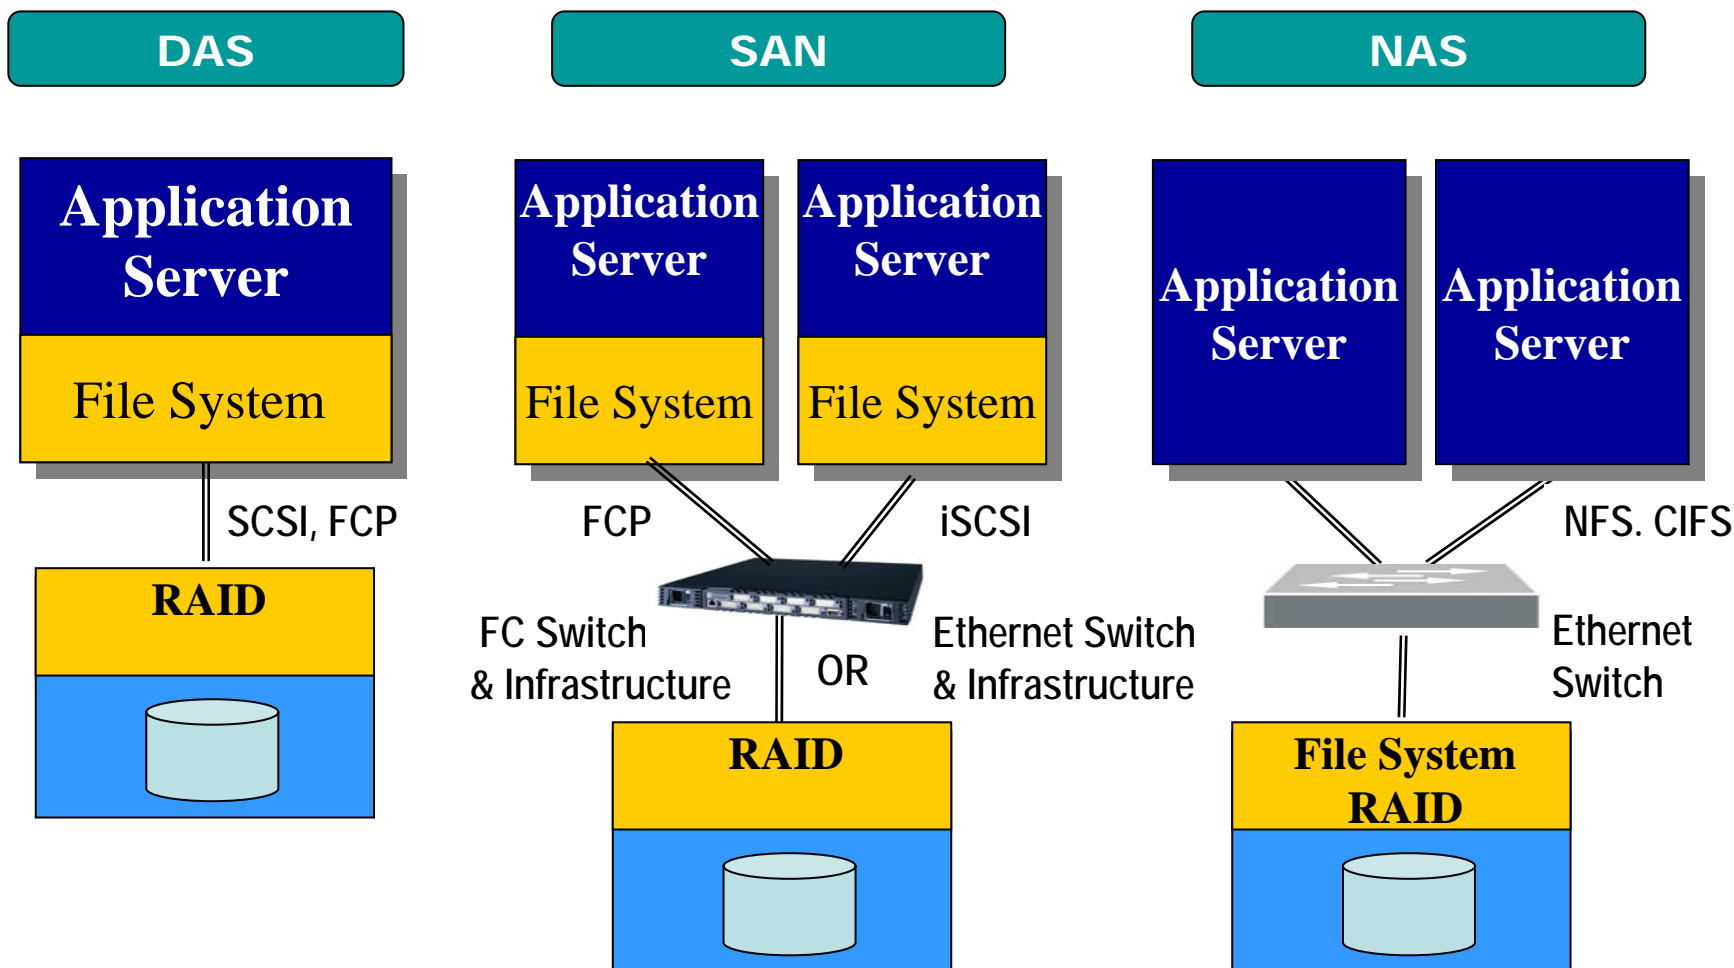 DAS
SAN
NAS
Application
Server
File System
SCSI, FCP
RAID
Application
Server
File System
Application
Server
File System
FCP
iSCSI
FC Switch
& Infrastructure
OR
Ethernet Switch
& Infrastructure
RAID
Application
Server
Application
Server
NFS. CIFS
Ethernet
Switch
File System
RAID